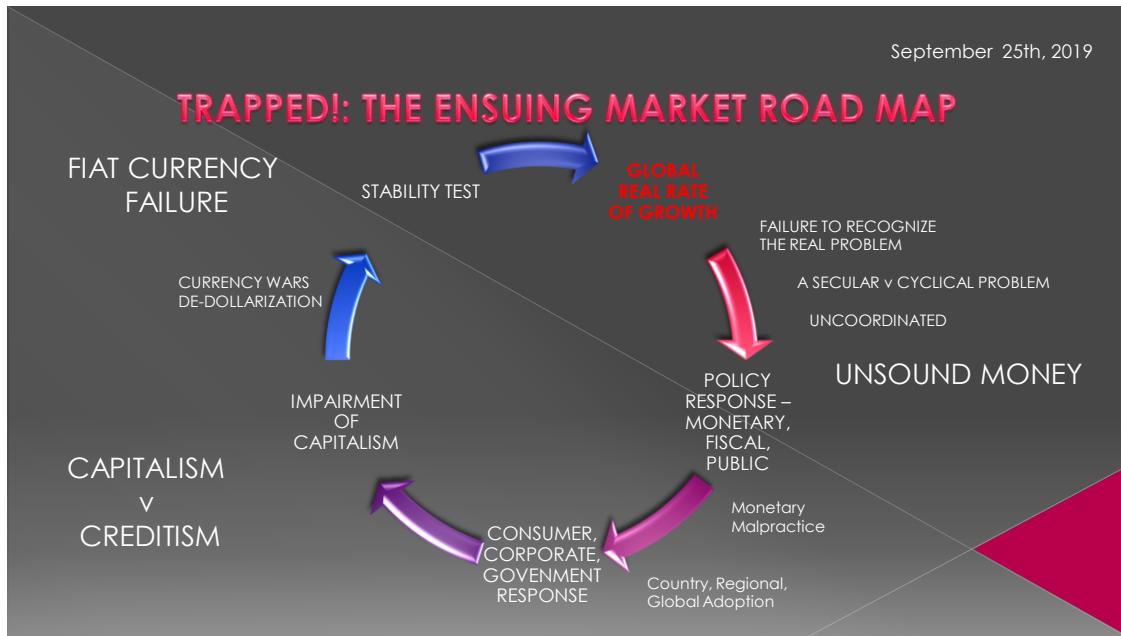 September 25th, 2019
TRAPPED!: THE ENSUING MARKET ROAD MAP
FIAT CURRENCY
FAILURE
STABILITY TEST
GLOBAL
REAL RATE
OF GROWTH
FAILURE TO RECOGNIZE
THE REAL PROBLEM
A SECULAR v CYCLICAL PROBLEM
UNCOORDINATED
CURRENCY WARS
DE-DOLLARIZATION
UNSOUND MONEY
POLICY
RESPONSE –
MONETARY,
FISCAL,
PUBLIC
IMPAIRMENT
OF
CAPITALISM
CAPITALISM
v
CREDITISM
Monetary
Malpractice
CONSUMER,
CORPORATE,
GOVENMENT
RESPONSE
Country, Regional,
Global Adoption